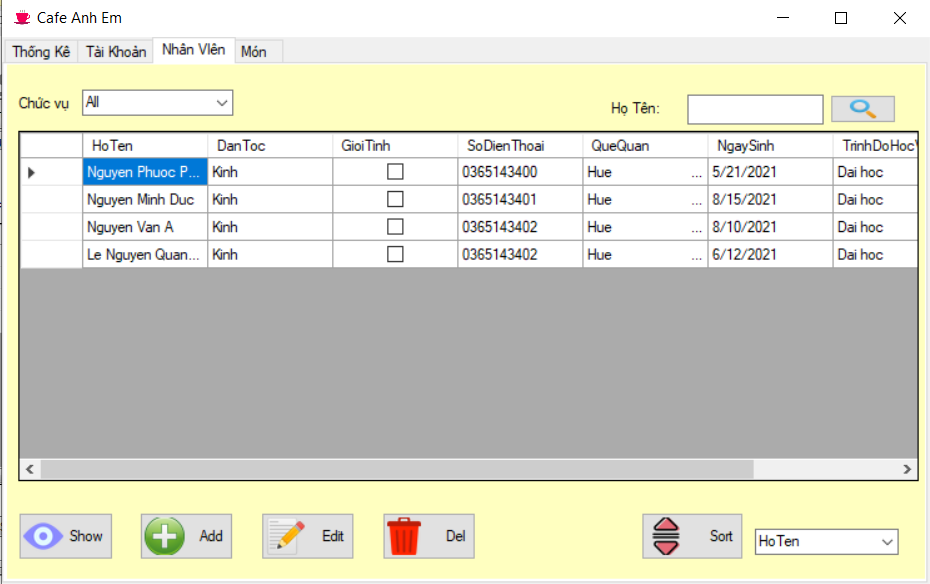 Cafe Anh Em
Thống Kê Tài Khoản Nhân VIên Món
Chức vụ All Họ Tên:
HoTen DanToc GioiTinh SoDienThoai QueQuan NgaySinh TrinhDoHocV
Nguyen Phuoc P... Kinh 0365143400 Hue ... 5/21/2021 Dai hoc
Nguyen Minh Duc Kinh 0365143401 Hue ... 8/15/2021 Dai hoc
Nguyen Van A Kinh 0365143402 Hue ... 8/10/2021 Dai hoc
Le Nguyen Quan... Kinh 0365143402 Hue ... 6/12/2021 Dai hoc
Show Add Edit Del Sort HoTen